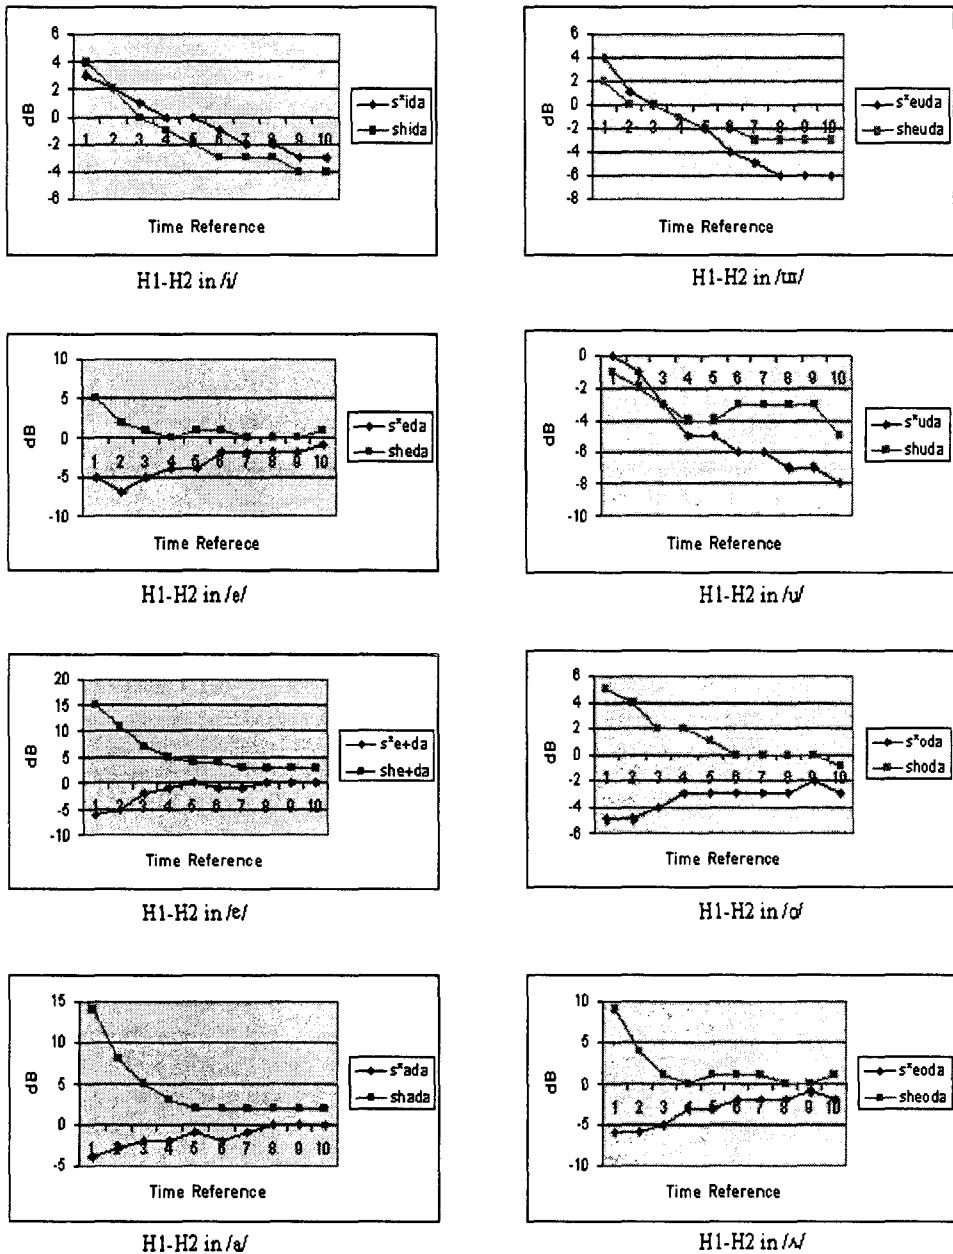 6
4
2
0
-2
-4
-6
dB
1 2 3 4 5 6 7 8 9 10
Time Reference
s*ida
shida
H1-H2 in /i/
6
4
2
0
-2
-4
-6
-8
dB
1 2 3 4 5 6 7 8 9 10
Time Reference
s*euda
sheuda
H1-H2 in /ɯ/
10
5
0
-5
-10
dB
1 2 3 4 5 6 7 8 9 10
Time Referece
s*eda
sheda
H1-H2 in /e/
0
-2
-4
-6
-8
-10
dB
1 2 3 4 5 6 7 8 9 10
Time Reference
s*uda
shuda
H1-H2 in /u/
20
15
10
5
0
-5
-10
dB
1 2 3 4 5 6 7 8 9 10
Time Reference
s*e+da
she+da
H1-H2 in /e/
6
4
2
0
-2
-4
-6
dB
1 2 3 4 5 6 7 8 9 10
Time Reference
s*oda
shoda
H1-H2 in /o/
15
10
5
0
-5
dB
1 2 3 4 5 6 7 8 9 10
Time Reference
s*ada
shada
H1-H2 in /a/
10
5
0
-5
-10
dB
1 2 3 4 5 6 7 8 9 10
Time Reference
s*eoda
sheoda
H1-H2 in /ʌ/